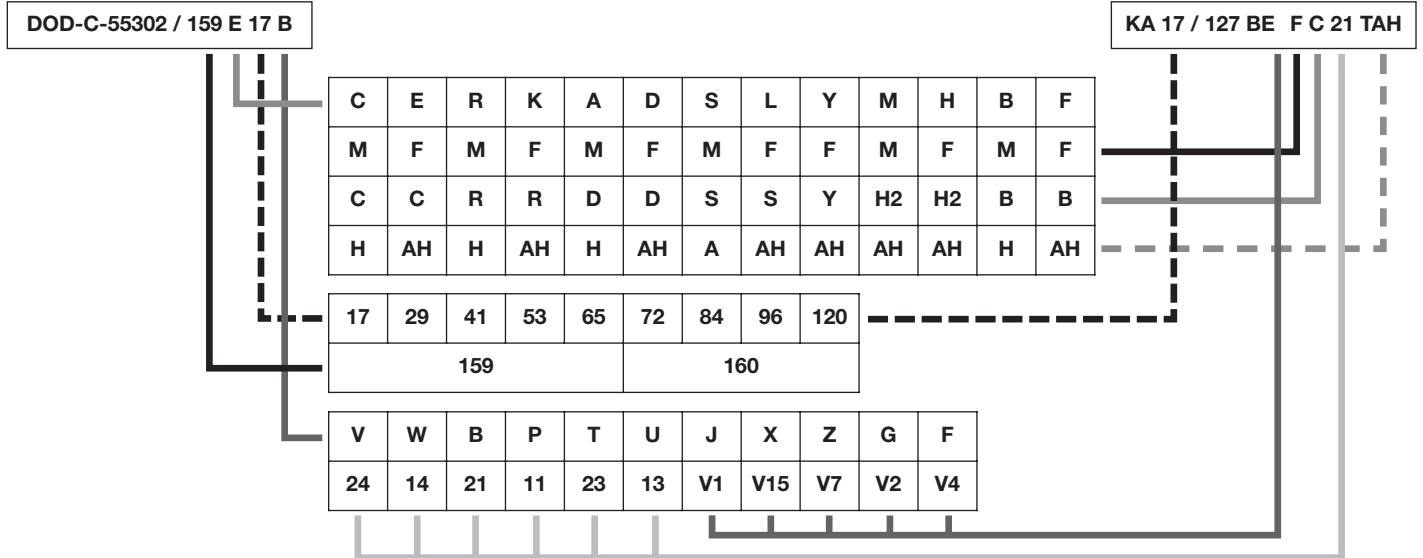 DOD-C-55302 / 159 E 17 B
KA 17 / 127 BE F C 21 TAH
C E R K A D S L Y M H B F
M F M F M F M F F M F M F
C C R R D D S S Y H2 H2 B B
H AH H AH H AH A AH AH AH AH H AH
17 29 41 53 65 72 84 96 120
159 160
V W B P T U J X Z G F
24 14 21 11 23 13 V1 V15 V7 V2 V4